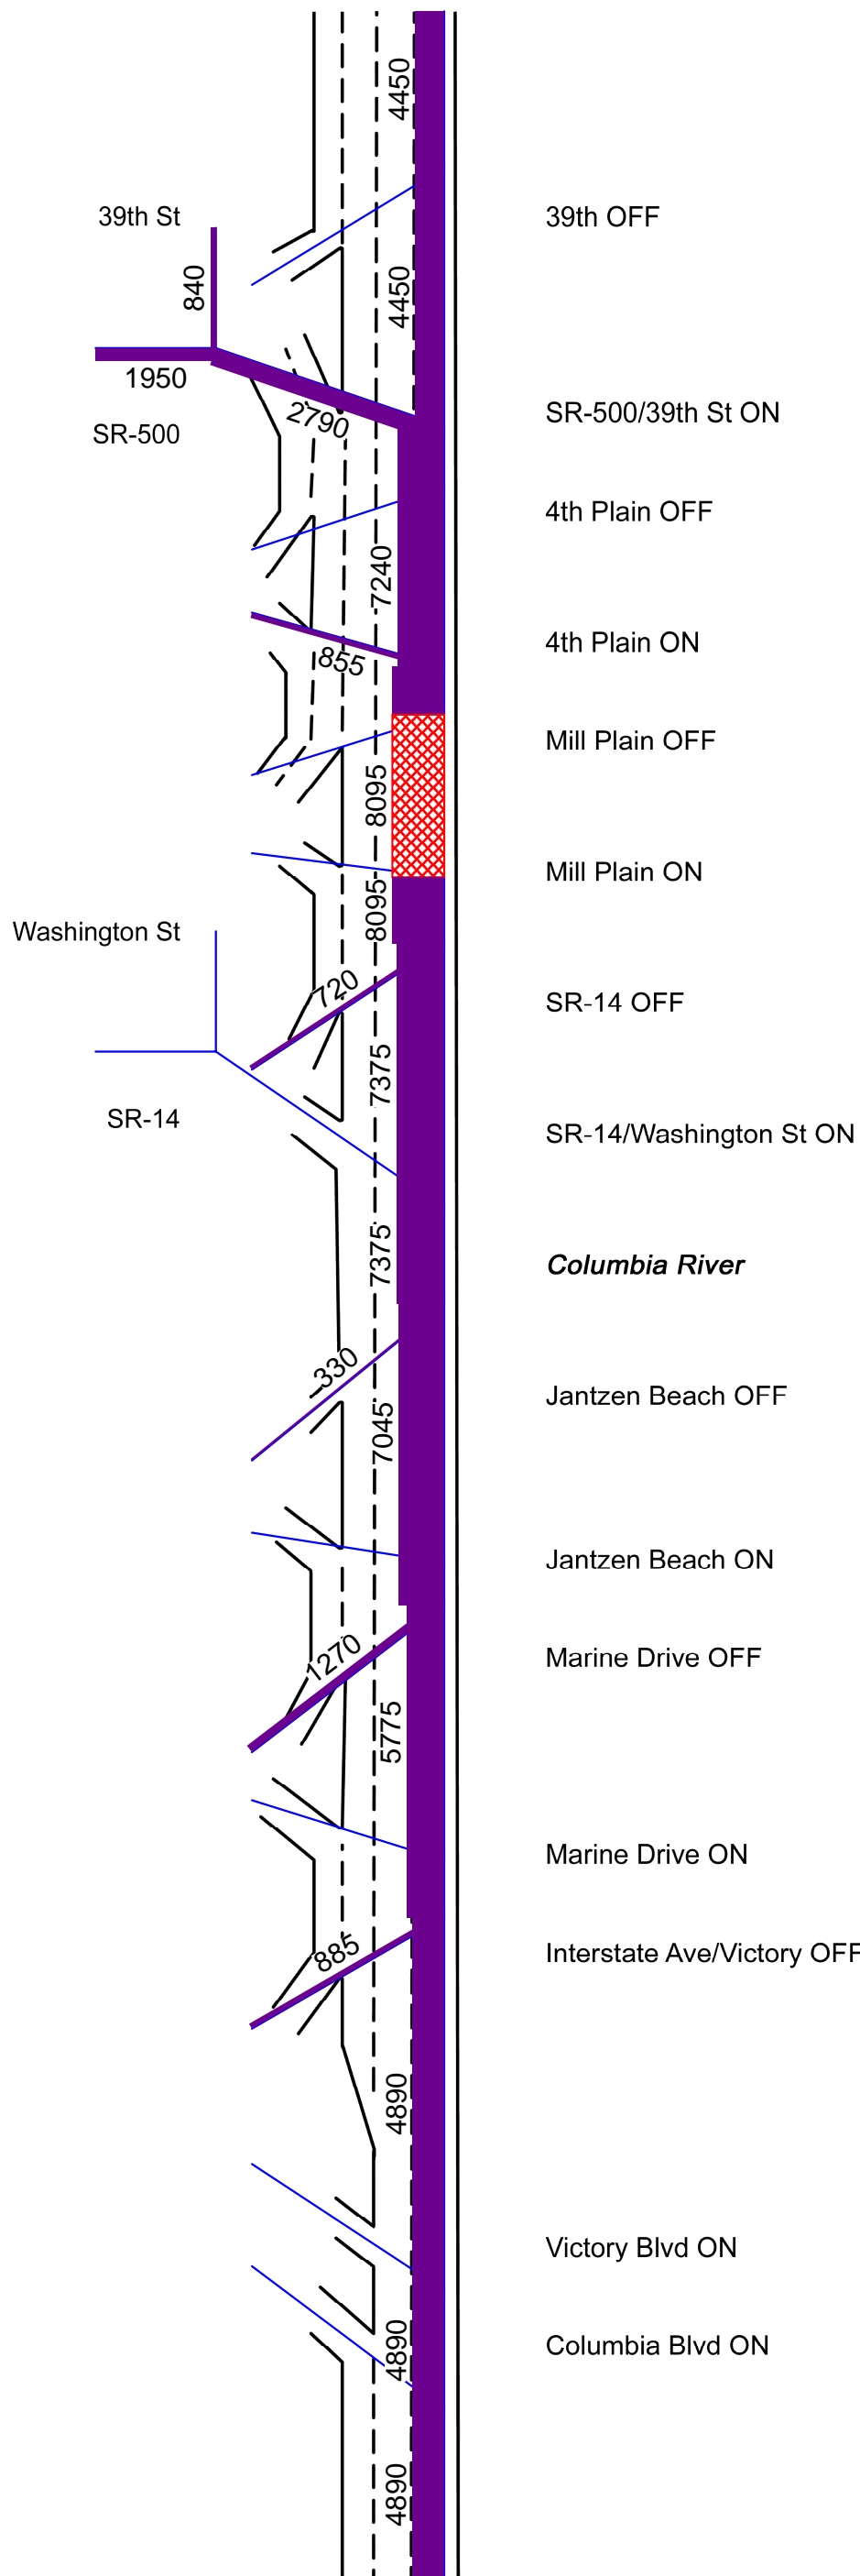 4450
39th St
39th OFF
840
4450
1950
2790
SR-500/39th St ON
SR-500
4th Plain OFF
7240
4th Plain ON
855
Mill Plain OFF
8095
Mill Plain ON
8095
Washington St
720
SR-14 OFF
7375
SR-14
SR-14/Washington St ON
7375
Columbia River
330
Jantzen Beach OFF
7045
Jantzen Beach ON
1270
Marine Drive OFF
5775
Marine Drive ON
885
Interstate Ave/Victory OFF
4890
Victory Blvd ON
4890
Columbia Blvd ON
4890